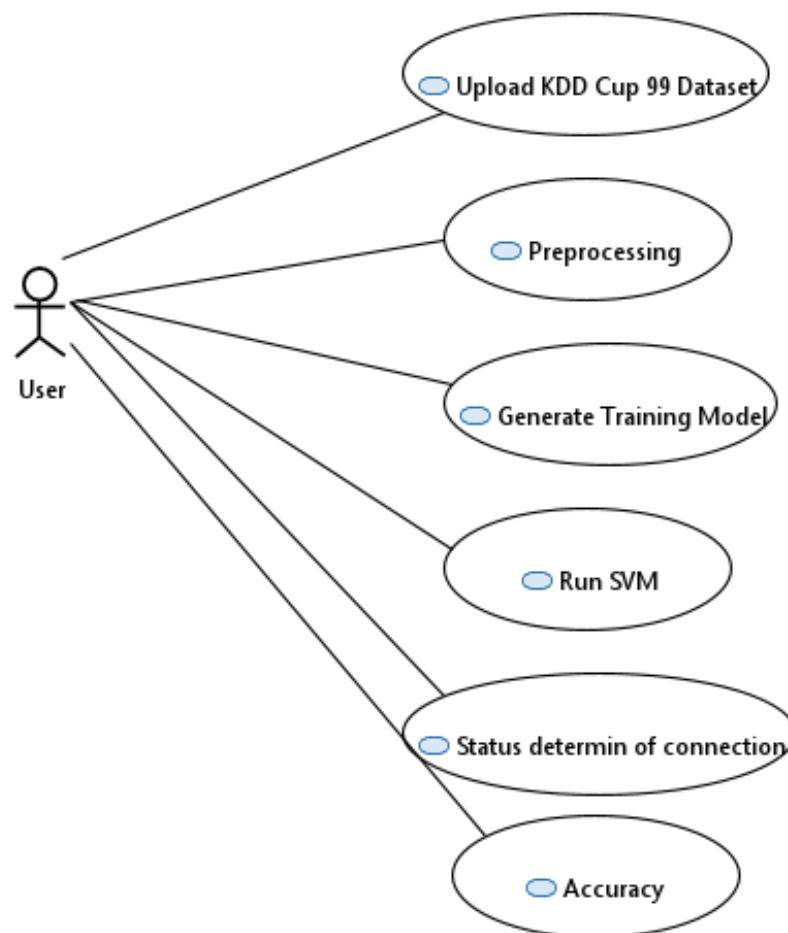 Upload KDD Cup 99 Dataset
Preprocessing
User
Generate Training Model
Run SVM
Status determin of connection
Accuracy